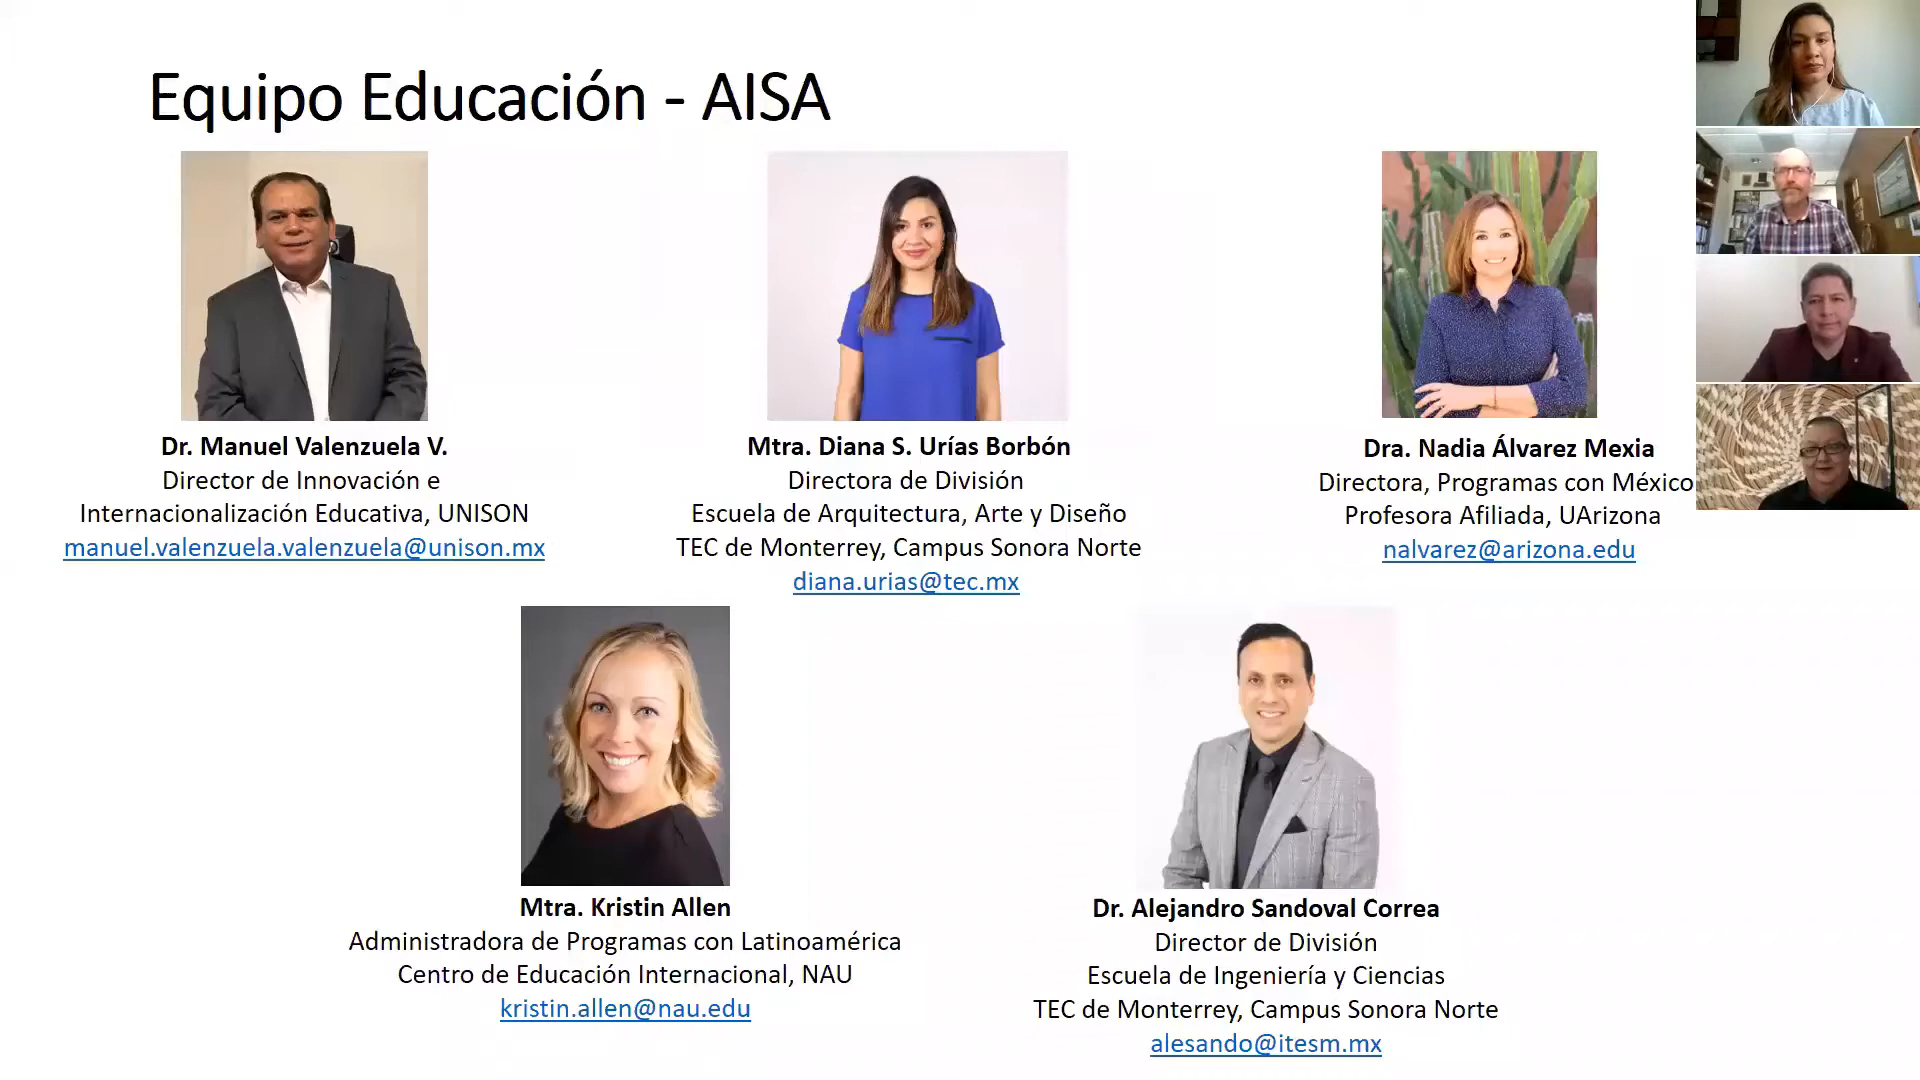 Equipo Educación - AISA
Dr. Manuel Valenzuela V.
Director de Innovación e
Internacionalización Educativa, UNISON
manuel.valenzuela.valenzuela@unison.mx
Mtra. Diana S. Urías Borbón
Directora de División
Escuela de Arquitectura, Arte y Diseño
TEC de Monterrey, Campus Sonora Norte
diana.urias@tec.mx
Dra. Nadia Álvarez Mexia
Directora, Programas con México
Profesora Afiliada, UArizona
nalvarez@arizona.edu
Mtra. Kristin Allen
Administradora de Programas con Latinoamérica
Centro de Educación Internacional, NAU
kristin.allen@nau.edu
Dr. Alejandro Sandoval Correa
Director de División
Escuela de Ingeniería y Ciencias
TEC de Monterrey, Campus Sonora Norte
alesando@itesm.mx